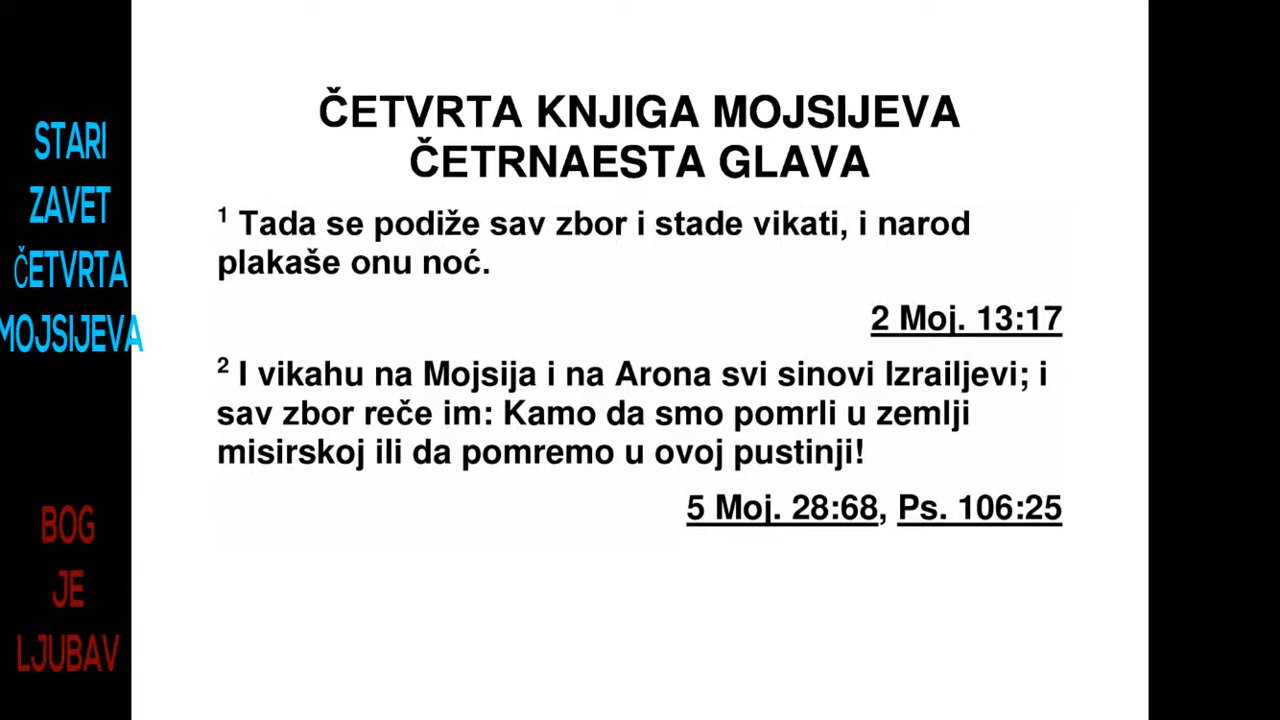 STARI
ZAVET
ČETVRTA
MOJSIJEVA
BOG
JE
LJUBAV
ČETVRTA KNJIGA MOJSIJEVA
ČETRNAESTA GLAVA
1 Tada se podiže sav zbor i stade vikati, i narod
plakaše onu noć.
2 Moj. 13:17
2 I vikahu na Mojsija i na Arona svi sinovi Izrailjevi; i
sav zbor reče im: Kamo da smo pomrli u zemlji
misirskoj ili da pomremo u ovoj pustinji!
5 Moj. 28:68, Ps. 106:25